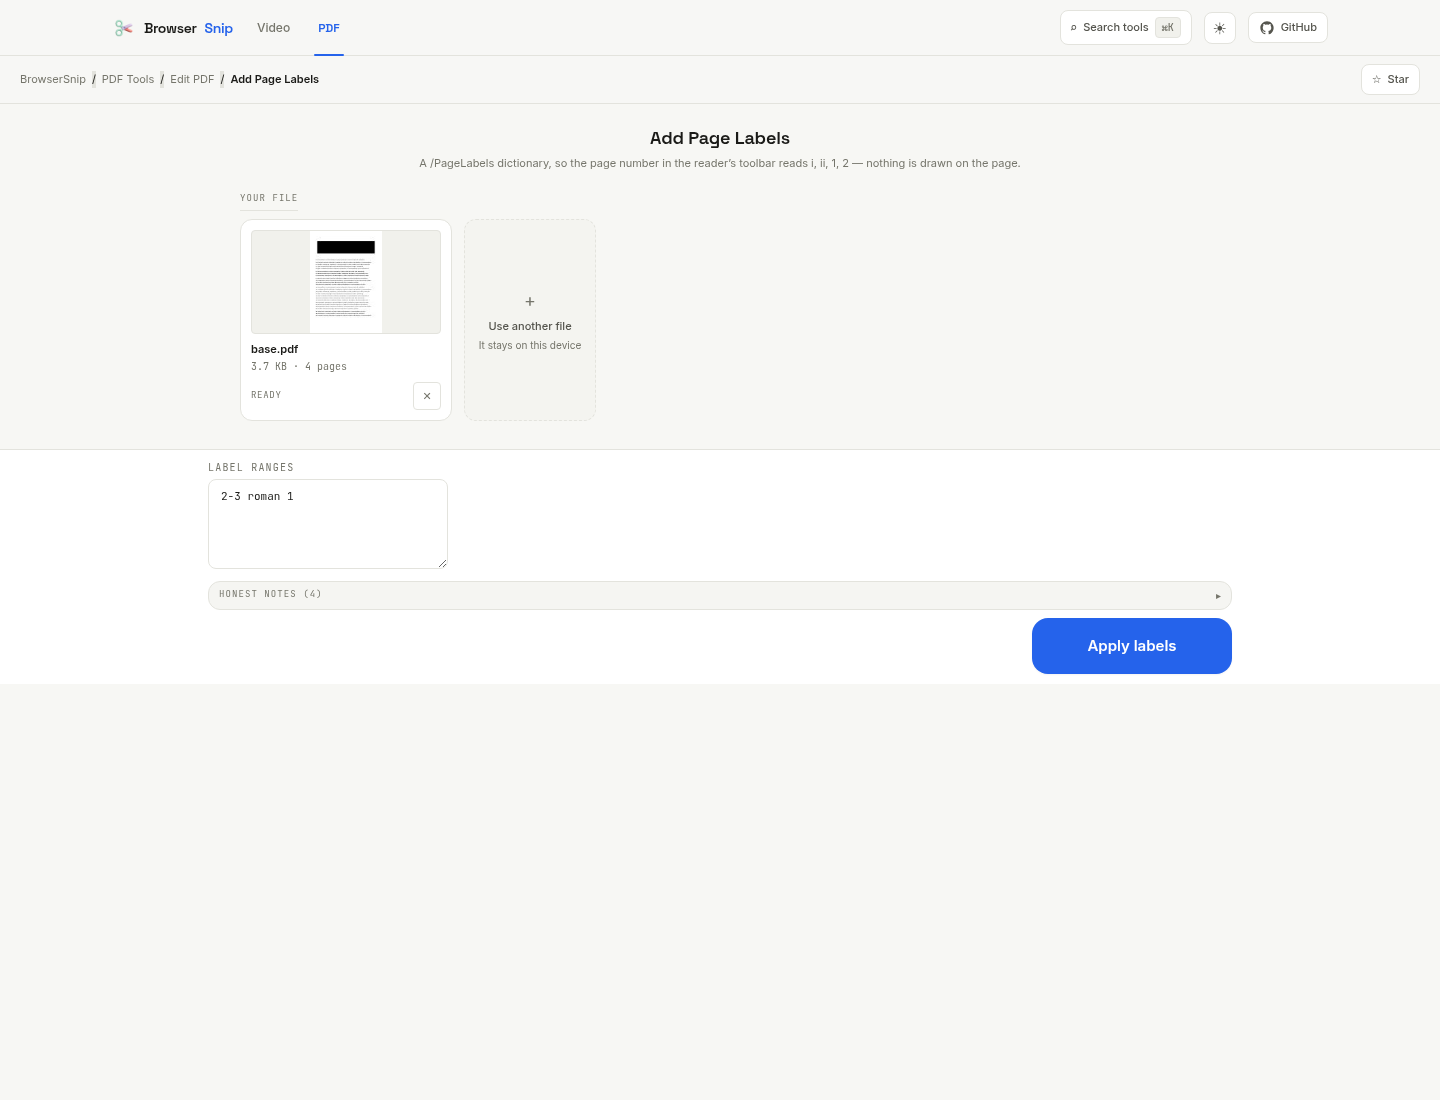 Browser Snip Video PDF Search tools ⌘K GitHub
BrowserSnip / PDF Tools / Edit PDF / Add Page Labels ☆ Star
Add Page Labels
A /PageLabels dictionary, so the page number in the reader’s toolbar reads i, ii, 1, 2 — nothing is drawn on the page.
YOUR FILE
base.pdf
3.7 KB · 4 pages
READY ×
+
Use another file
It stays on this device
LABEL RANGES
2-3 roman 1
HONEST NOTES (4) ▸
Apply labels